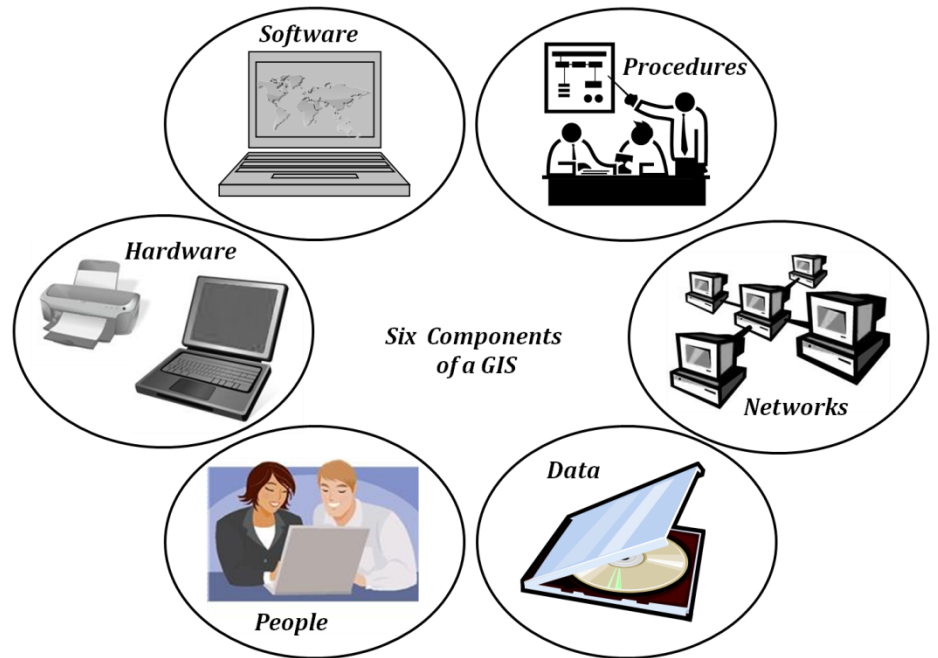 Software
Procedures
Hardware
Six Components
of a GIS
Networks
Data
People